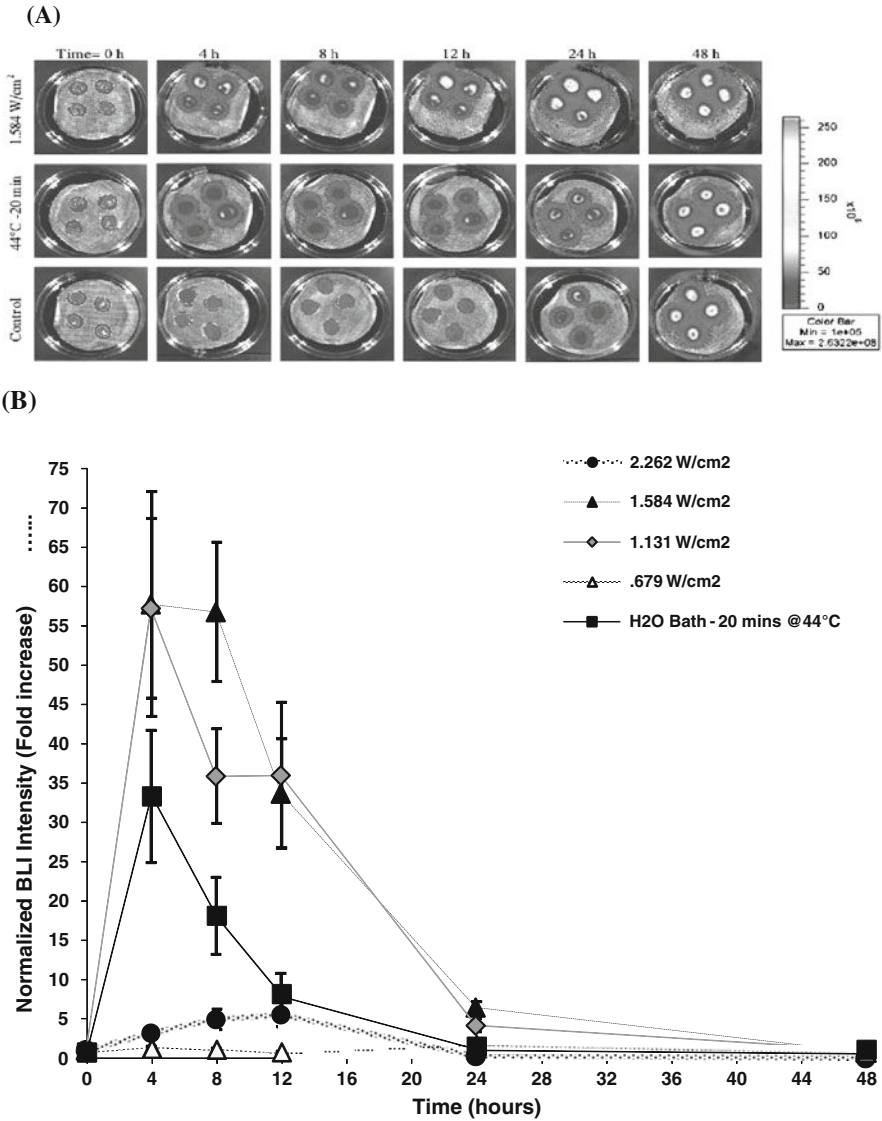 (A)
Time= 0 h 4 h 8 h 12 h 24 h 48 h
1.584 W/cm²
44°C -20 min
Control
250
200
150
100
50
0
Color Bar
Min = 1e+05
Max = 2.6322e+08
(B)
Normalized BLI Intensity (Fold increase)
75
70
65
60
55
50
45
40
35
30
25
20
15
10
5
0
2.262 W/cm2
1.584 W/cm2
1.131 W/cm2
.679 W/cm2
H2O Bath - 20 mins @44°C
0 4 8 12 16 20 24 28 32 36 40 44 48
Time (hours)